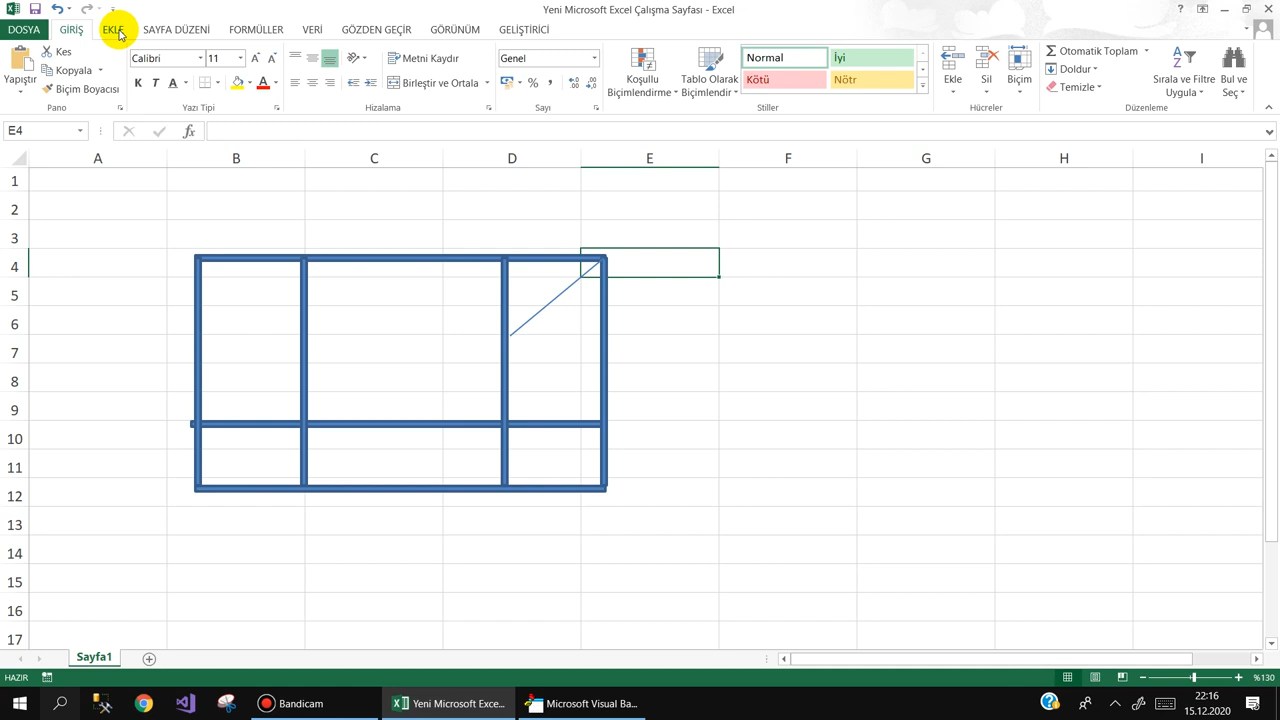 Yeni Microsoft Excel Çalışma Sayfası - Excel
DOSYA GİRİŞ EKLE SAYFA DÜZENİ FORMÜLLER VERİ GÖZDEN GEÇİR GÖRÜNÜM GELİŞTİRİCİ
Yapıştır
Kes
Kopyala
Biçim Boyacısı
Pano
Calibri 11
K T A
Yazı Tipi
Metni Kaydır
Birleştir ve Ortala
Hizalama
Genel
Sayı
Koşullu Biçimlendirme
Tablo Olarak Biçimlendir
Normal İyi
Kötü Nötr
Stiller
Ekle Sil Biçim
Hücreler
Otomatik Toplam
Doldur
Temizle
Sırala ve Filtre Uygula
Bul ve Seç
Düzenleme
E4
fx
A B C D E F G H I
1
2
3
4
5
6
7
8
9
10
11
12
13
14
15
16
17
Sayfa1
HAZIR
%130
Bandicam
Yeni Microsoft Exce...
Microsoft Visual Ba...
22:16
15.12.2020